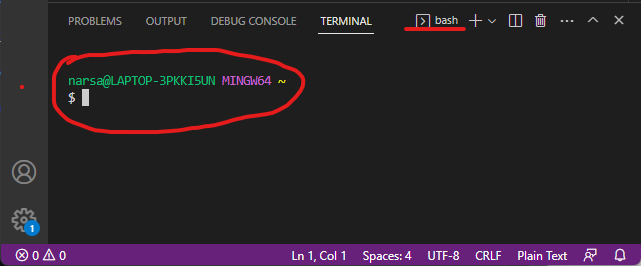 PROBLEMS OUTPUT DEBUG CONSOLE TERMINAL bash
narsa@LAPTOP-3PKKI5UN MINGW64 ~
$
1
0 0 Ln 1, Col 1 Spaces: 4 UTF-8 CRLF Plain Text